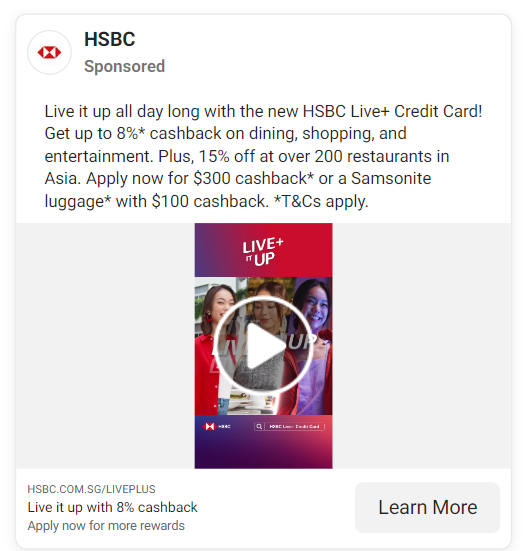 HSBC
Sponsored
Live it up all day long with the new HSBC Live+ Credit Card!
Get up to 8%* cashback on dining, shopping, and
entertainment. Plus, 15% off at over 200 restaurants in
Asia. Apply now for $300 cashback* or a Samsonite
luggage* with $100 cashback. *T&Cs apply.
LIVE+
IT UP
HSBC
HSBC Live+ Credit Card
HSBC.COM.SG/LIVEPLUS
Live it up with 8% cashback
Apply now for more rewards
Learn More